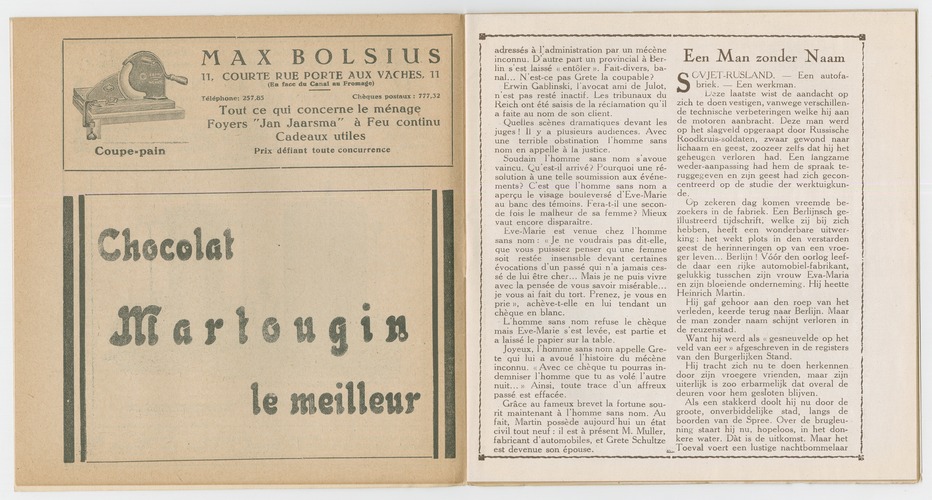 MAX BOLSIUS
11, COURTE RUE PORTE AUX VACHES, 11
(En face du Canal au Fromage)
Téléphone: 257,85 Chèques postaux: 777,32
Tout ce qui concerne le ménage
Foyers "Jan Jaarsma" à Feu continu
Cadeaux utiles
Coupe-pain
Prix défiant toute concurrence
Chocolat
Martougin
le meilleur
adressés à l'administration par un mécène
inconnu. D'autre part un provincial à Ber-
lin s'est laissé « entôler ». Fait-divers, ba-
nal... N'est-ce pas Grete la coupable?
Erwin Gablinski, l'avocat ami de Julot,
n'est pas resté inactif. Les tribunaux du
Reich ont été saisis de la réclamation qu'il
a faite au nom de son client.
Quelles scènes dramatiques devant les
juges! Il y a plusieurs audiences. Avec
une terrible obstination l'homme sans
nom en appelle à la justice.
Soudain l'homme sans nom s'avoue
vaincu. Qu'est-il arrivé? Pourquoi une ré-
solution à une telle soumission aux événe-
ments? C'est que l'homme sans nom a
aperçu le visage bouleversé d'Eve-Marie
au banc des témoins. Fera-t-il une secon-
de fois le malheur de sa femme? Mieux
vaut encore disparaître.
Eve-Marie est venue chez l'homme
sans nom: « Je ne voudrais pas dit-elle,
que vous puissiez penser qu'une femme
soit restée insensible devant certaines
évocations d'un passé qui n'a jamais ces-
sé de lui être cher... Mais je ne puis vivre
avec la pensée de vous savoir misérable...
je vous ai fait du tort. Prenez, je vous en
prie », achève-t-elle en lui tendant un
chèque en blanc.
L'homme sans nom refuse le chèque
mais Eve-Marie s'est levée, est partie et
a laissé le papier sur la table.
Joyeux, l'homme sans nom appelle Gre-
te qui lui a avoué l'histoire du mécène
inconnu. « Avec ce chèque tu pourras in-
demniser l'homme que tu as volé l'autre
nuit... » Ainsi, toute trace d'un affreux
passé est effacée.
Grâce au fameux brevet la fortune sou-
rit maintenant à l'homme sans nom. Au
fait, Martin possède aujourd'hui un état
civil tout neuf: il est à présent M. Muller,
fabricant d'automobiles, et Grete Schultze
est devenue son épouse.
Een Man zonder Naam
SOVJET-RUSLAND. — Een autofa-
briek. — Een werkman.
Deze laatste wist de aandacht op
zich te doen vestigen, vanwege verschillen-
de technische verbeteringen welke hij aan
de motoren aanbracht. Deze man werd
op het slagveld opgeraapt door Russische
Roodkruis-soldaten, zwaar gewond naar
lichaam en geest, zoozeer zelfs dat hij het
geheugen verloren had. Een langzame
weder-aanpassing had hem de spraak te-
ruggegeven en zijn geest had zich gecon-
centreerd op de studie der werktuigkun-
de.
Op zekeren dag komen vreemde be-
zoekers in de fabriek. Een Berlijnsch ge-
illustreerd tijdschrift, welke zij bij zich
hebben, heeft een wonderbare uitwer-
king: het wekt plots in den verstarden
geest de herinneringen op van een vroe-
ger leven... Berlijn! Vóór den oorlog leef-
de daar een rijke automobiel-fabrikant,
gelukkig tusschen zijn vrouw Eva-Maria
en zijn bloeiende onderneming. Hij heette
Heinrich Martin.
Hij gaf gehoor aan den roep van het
verleden, keerde terug naar Berlijn. Maar
de man zonder naam schijnt verloren in
de reuzenstad.
Want hij werd als « gesneuvelde op het
veld van eer » afgeschreven in de registers
van den Burgerlijken Stand.
Hij tracht zich nu te doen herkennen
door zijn vroegere vrienden, maar zijn
uiterlijk is zoo erbarmelijk dat overal de
deuren voor hem gesloten blijven.
Als een stakkerd doolt hij nu door de
groote, onverbiddelijke stad, langs de
boorden van de Spree. Over de brugleu-
ning staart hij nu, hopeloos, in het don-
kere water. Dàt is de uitkomst. Maar het
Toeval voert een lustige nachtbommelaar